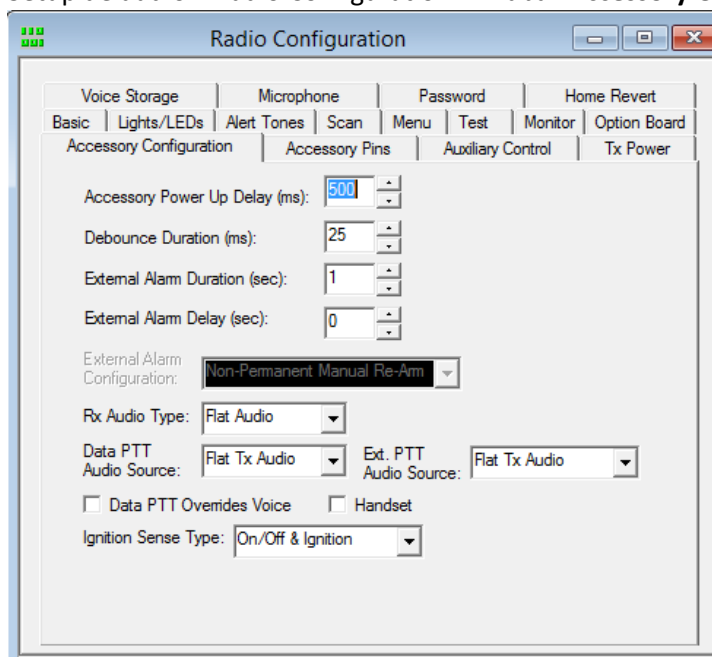 Radio Configuration
Voice Storage Microphone Password Home Revert
Basic Lights/LEDs Alert Tones Scan Menu Test Monitor Option Board
Accessory Configuration Accessory Pins Auxiliary Control Tx Power
Accessory Power Up Delay (ms): 500
Debounce Duration (ms): 25
External Alarm Duration (sec): 1
External Alarm Delay (sec): 0
External Alarm
Configuration: Non-Permanent Manual Re-Arm
Rx Audio Type: Flat Audio
Data PTT
Audio Source: Flat Tx Audio Ext. PTT
Audio Source: Flat Tx Audio
Data PTT Overrides Voice Handset
Ignition Sense Type: On/Off & Ignition